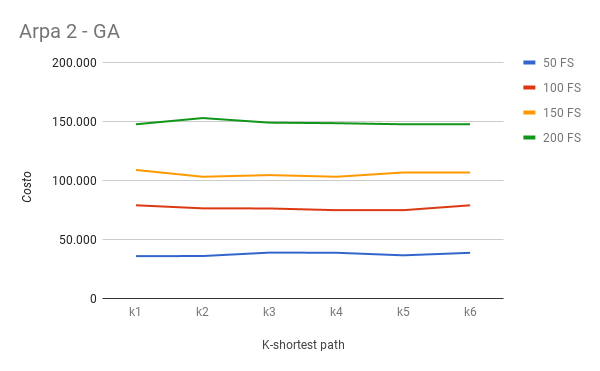 Arpa 2 - GA
200.000
150.000
100.000
50.000
0
Costo
k1 k2 k3 k4 k5 k6
K-shortest path
50 FS
100 FS
150 FS
200 FS